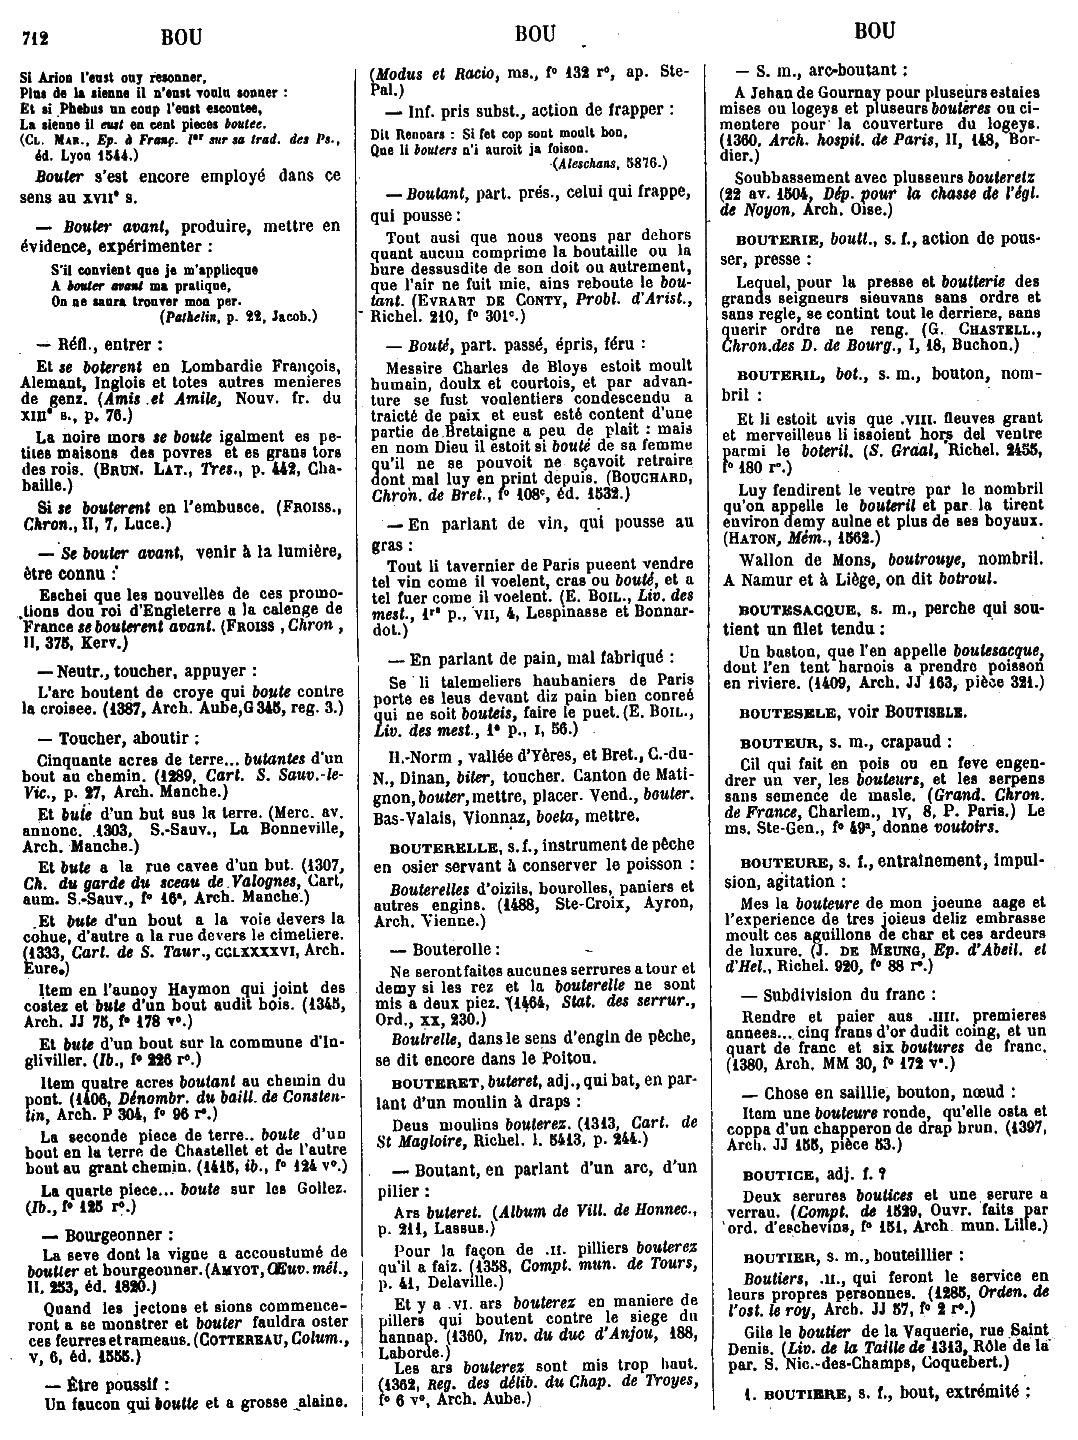 712 BOU BOU BOU
Si Arion l'eust ouy resonner,
Plus de la sienne il n'eust voulu sonner :
Et si Phebus un coup l'eust escoutee,
La sienne il eust en cent pieces boutee.
(CL. MAR., Ep. à Franç. Ier sur sa trad. des Ps.,
éd. Lyon 1544.)
Bouter s'est encore employé dans ce
sens au XVIIe s.
— Bouter avant, produire, mettre en
évidence, expérimenter :
S'il convient que je m'applique
A bouter avant ma pratique,
On ne saura trouver mon per.
(Pathelin, p. 22, Jacob.)
— Réfl., entrer :
Et se boterent en Lombardie François,
Alemant, Inglois et totes autres menieres
de genz. (Amis et Amile, Nouv. fr. du
XIIIe s., p. 76.)
La noire mors se boute igalment es pe-
tites maisons des povres et es grans tors
des rois. (BRUN. LAT., Tres., p. 442, Cha-
baille.)
Si se bouterent en l'embusce. (FROISS.,
Chron., II, 7, Luce.)
— Se bouter avant, venir à la lumière,
être connu :
Eschei que les nouvelles de ces promo-
tions dou roi d'Engleterre a la calenge de
France se bouterent avant. (FROISS , Chron ,
II, 375, Kerv.)
— Neutr., toucher, appuyer :
L'arc boutent de croye qui boute contre
la croisee. (1387, Arch. Aube, G 345, reg. 3.)
— Toucher, aboutir :
Cinquante acres de terre... butantes d'un
bout au chemin. (1289, Cart. S. Sauv.-le-
Vic., p. 27, Arch. Manche.)
Et bute d'un but sus la terre. (Merc. av.
annonc. 1303, S.-Sauv., La Bonneville,
Arch. Manche.)
Et bute a la rue cavee d'un but. (1307,
Ch. du garde du sceau de Valognes, Cart,
aum. S.-Sauv., f° 16a, Arch. Manche.)
Et bute d'un bout a la voie devers la
cohue, d'autre a la rue devers le cimetiere.
(1333, Cart. de S. Taur., CCLXXXXVI, Arch.
Eure.)
Item en l'aunoy Haymon qui joint des
costez et bute d'un bout audit bois. (1345,
Arch. JJ 75, f° 178 v°.)
Et bute d'un bout sur la commune d'In-
gliviller. (Ib., f° 226 r°.)
Item quatre acres boutant au chemin du
pont. (1406, Dénombr. du baill. de Consten-
tin, Arch. P 304, f° 96 r°.)
La seconde piece de terre.. boute d'un
bout en la terre de Chastellet et de l'autre
bout au grant chemin. (1415, ib., f° 124 v°.)
La quarte piece... boute sur les Gollez.
(Ib., f° 125 r°.)
— Bourgeonner :
La seve dont la vigne a accoustumé de
boutter et bourgeonner. (AMYOT, Œuv. mél.,
II, 253, éd. 1820.)
Quand les jectons et sions commence-
ront a se monstrer et bouter fauldra oster
ces feurres et rameaus. (COTTEREAU, Colum.,
V, 6, éd. 1555.)
— Être poussif :
Un faucon qui boutte et a grosse alaine.
(Modus et Racio, ms., f° 132 r°, ap. Ste-
Pal.)
— Inf. pris subst., action de frapper :
Dit Renoars : Si fet cop sont moult bon,
Que li bouters n'i auroit ja foison.
(Aleschans, 5876.)
— Boutant, part. prés., celui qui frappe,
qui pousse :
Tout ausi que nous veons par dehors
quant aucun comprime la boutaille ou la
bure dessusdite de son doit ou autrement,
que l'air ne fuit mie, ains reboute le bou-
tant. (EVRART DE CONTY, Probl. d'Arist.,
Richel. 210, f° 301c.)
— Bouté, part. passé, épris, féru :
Messire Charles de Bloys estoit moult
humain, doulx et courtois, et par advan-
ture se fust voulentiers condescendu a
traicté de paix et eust esté content d'une
partie de Bretaigne a peu de plait : mais
en nom Dieu il estoit si bouté de sa femme
qu'il ne se pouvoit ne sçavoit retraire
dont mal luy en print depuis. (BOUCHARD,
Chron. de Bret., f° 108c, éd. 1532.)
— En parlant de vin, qui pousse au
gras :
Tout li tavernier de Paris pueent vendre
tel vin come il voelent, cras ou bouté, et a
tel fuer come il voelent. (E. BOIL., Liv. des
mest., 1re p., VII, 4, Lespinasse et Bonnar-
dot.)
— En parlant de pain, mal fabriqué :
Se li talemeliers haubaniers de Paris
porte es leus devant diz pain bien conreé
qui ne soit bouteis, faire le puet. (E. BOIL.,
Liv. des mest., 1e p., I, 56.)
H.-Norm , vallée d'Yères, et Bret., C.-du-
N., Dinan, biter, toucher. Canton de Mati-
gnon, bouter, mettre, placer. Vend., bouter.
Bas-Valais, Vionnaz, boeta, mettre.
BOUTERELLE, s. f., instrument de pêche
en osier servant à conserver le poisson :
Bouterelles d'oizils, bourolles, paniers et
autres engins. (1488, Ste-Croix, Ayron,
Arch. Vienne.)
— Bouterolle :
Ne seront faites aucunes serrures a tour et
demy si les rez et la bouterelle ne sont
mis a deux piez. (1464, Stat. des serrur.,
Ord., XX, 230.)
Boutrelle, dans le sens d'engin de pêche,
se dit encore dans le Poitou.
BOUTERET, buteret, adj., qui bat, en par-
lant d'un moulin à draps :
Deus moulins bouterez. (1313, Cart. de
St Magloire, Richel. l. 5413, p. 244.)
— Boutant, en parlant d'un arc, d'un
pilier :
Ars buteret. (Album de Vill. de Honnec.,
p. 211, Lassus.)
Pour la façon de .II. pilliers bouterez
qu'il a faiz. (1358, Compt. mun. de Tours,
p. 41, Delaville.)
Et y a .VI. ars bouterez en maniere de
pillers qui boutent contre le siege du
hannap. (1360, Inv. du duc d'Anjou, 188,
Laborde.)
Les ars bouterez sont mis trop haut.
(1362, Reg. des délib. du Chap. de Troyes,
f° 6 v°, Arch. Aube.)
— S. m., arc-boutant :
A Jehan de Gournay pour pluseurs estaies
mises ou logeys et pluseurs bouteres ou ci-
mentere pour la couverture du logeys.
(1360, Arch. hospit. de Paris, II, 148, Bor-
dier.)
Soubbassement avec plusseurs bouteretz
(22 av. 1504, Dép. pour la chasse de l'égl.
de Noyon, Arch. Oise.)
BOUTERIE, boutt., s. f., action de pous-
ser, presse :
Lequel, pour la presse et boutterie des
grands seigneurs sieuvans sans ordre et
sans regle, se contint tout le derriere, sans
querir ordre ne reng. (G. CHASTELL.,
Chron. des D. de Bourg., I, 18, Buchon.)
BOUTERIL, bot., s. m., bouton, nom-
bril :
Et li estoit avis que .VIII. fleuves grant
et merveilleus li issoient hors del ventre
parmi le boteril. (S. Graal, Richel. 2455,
f° 180 r°.)
Luy fendirent le ventre par le nombril
qu'on appelle le bouteril et par la tirent
environ demy aulne et plus de ses boyaux.
(HATON, Mém., 1562.)
Wallon de Mons, boutrouye, nombril.
A Namur et à Liège, on dit botroul.
BOUTESACQUE, s. m., perche qui sou-
tient un filet tendu :
Un baston, que l'en appelle boutesacque,
dout l'en tent harnois a prendre poisson
en riviere. (1409, Arch. JJ 163, pièce 321.)
BOUTESELE, voir BOUTISELE.
BOUTEUR, s. m., crapaud :
Cil qui fait en pois ou en feve engen-
drer un ver, les bouteurs, et les serpens
sans semence de masle. (Grand. Chron.
de France, Charlem., IV, 8, P. Paris.) Le
ms. Ste-Gen., f° 49a, donne voutoirs.
BOUTEURE, s. f., entraînement, impul-
sion, agitation :
Mes la bouteure de mon joeune aage et
l'experience de tres joieus deliz embrasse
moult ces aguillons de char et ces ardeurs
de luxure. (J. DE MEUNG, Ep. d'Abeil. et
d'Hel., Richel. 920, f° 88 r°.)
— Subdivision du franc :
Rendre et paier aus .IIII. premieres
annees... cinq frans d'or dudit coing, et un
quart de franc et six boutures de franc.
(1380, Arch. MM 30, f° 172 v°.)
— Chose en saillie, bouton, nœud :
Item une bouteure ronde, qu'elle osta et
coppa d'un chapperon de drap brun. (1397,
Arch. JJ 155, pièce 53.)
BOUTICE, adj. f. ?
Deux serures boutices et une serure a
verrau. (Compt. de 1529, Ouvr. faits par
ord. d'eschevins, f° 151, Arch. mun. Lille.)
BOUTIER, s. m., bouteillier :
Boutiers, .II., qui feront le service en
leurs propres personnes. (1285, Orden. de
l'ost. le roy, Arch. JJ 57, f° 2 r°.)
Gile le boutier de la Vaquerie, rue Saint
Denis. (Liv. de la Taille de 1313, Rôle de la
par. S. Nic.-des-Champs, Coquebert.)
1. BOUTIERE, s. f., bout, extrémité :